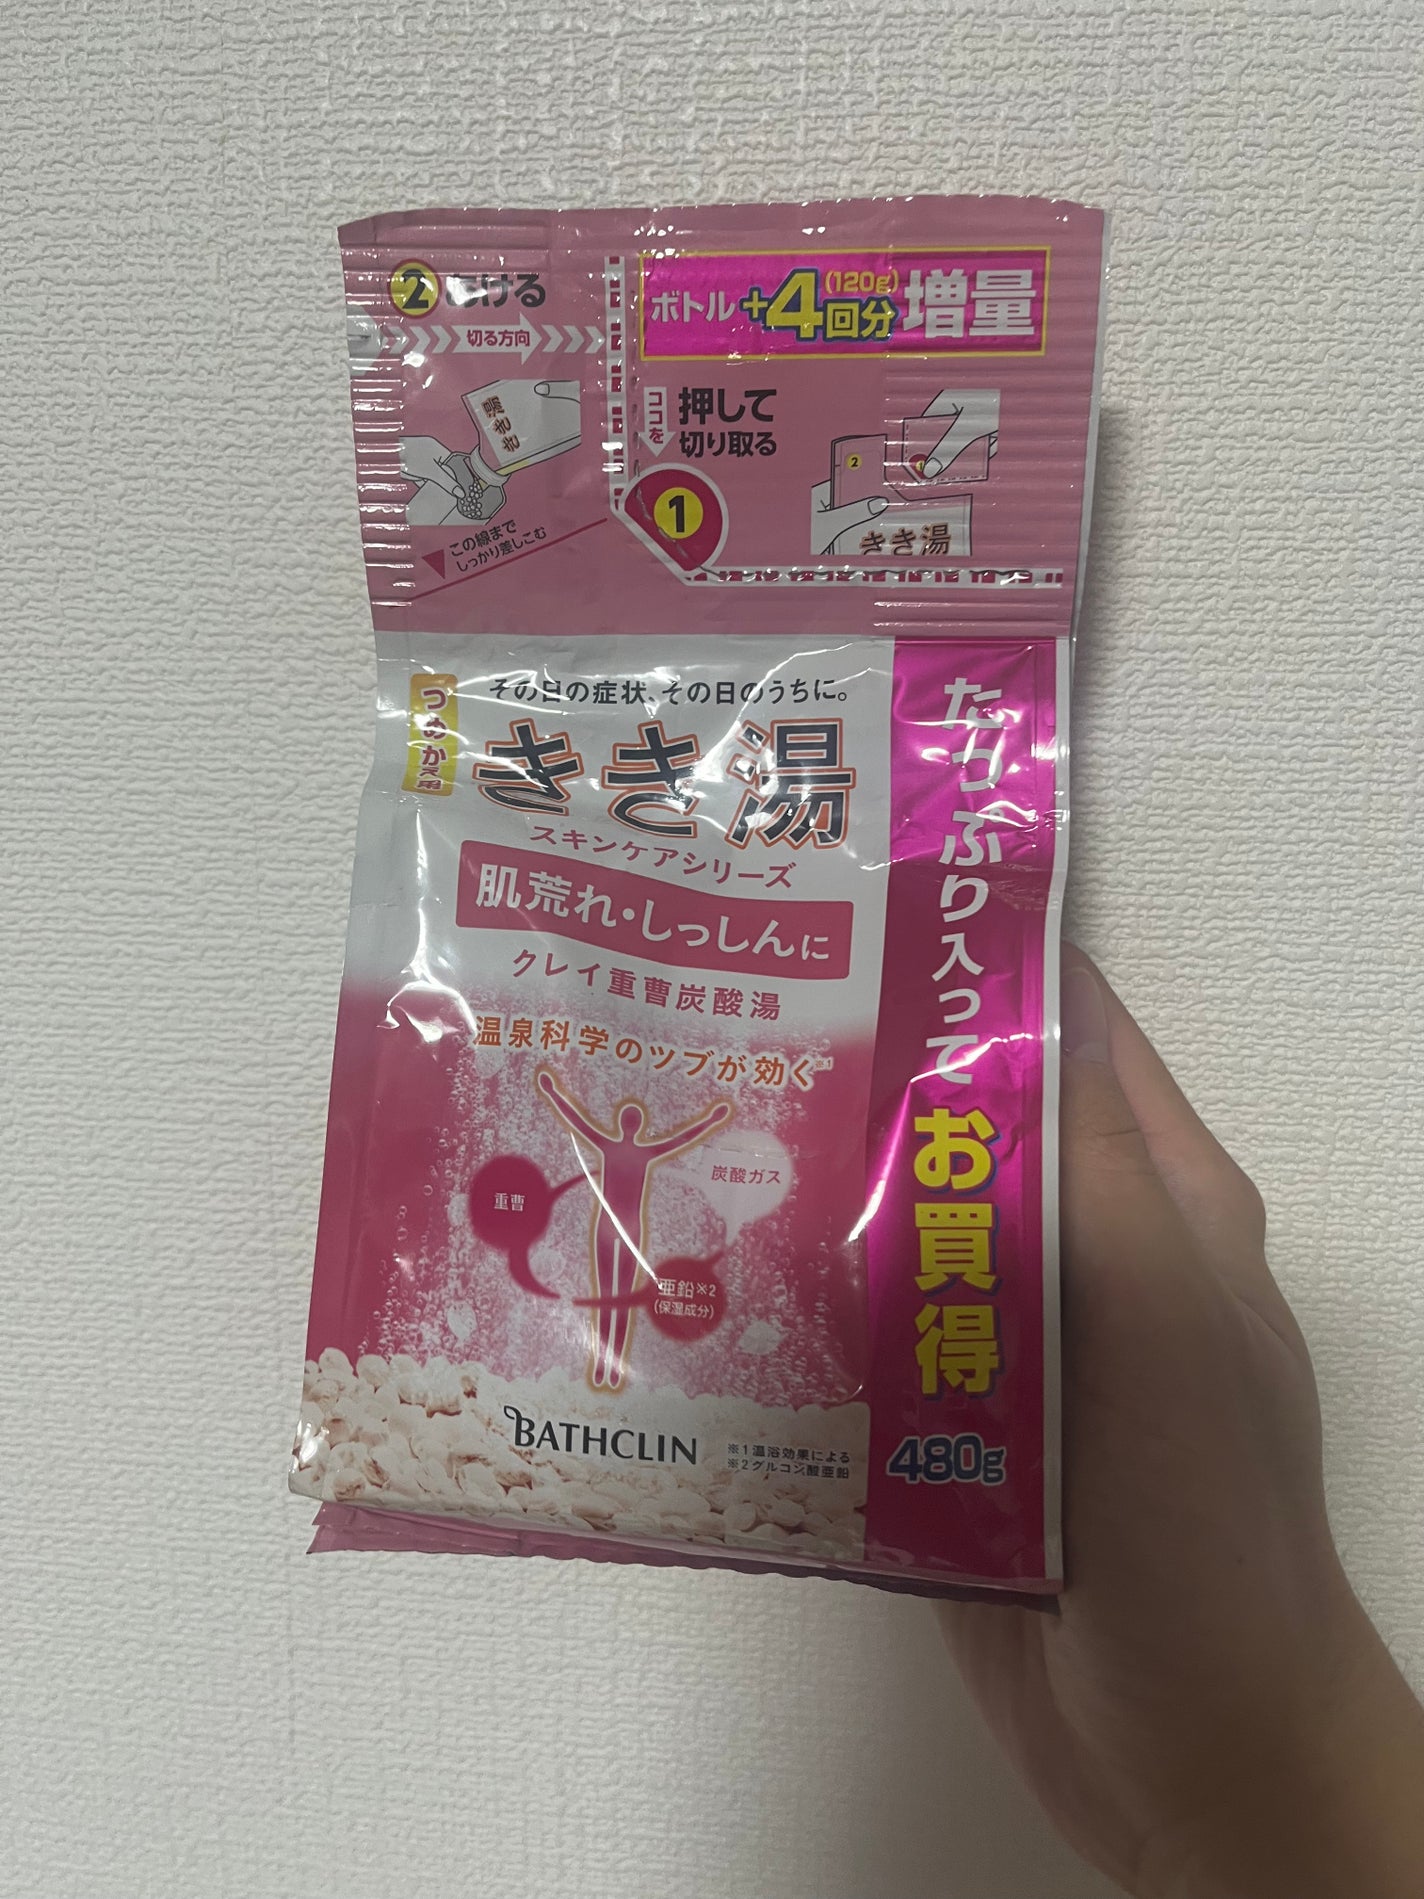 2 あける
切る方向
きき湯
この線まで
しっかり差しこむ
ボトル+4回分(120g)増量
ココを
押して
切り取る
1
2
1
きき湯
つめかえ用
その日の症状、その日のうちに。
きき湯
スキンケアシリーズ
肌荒れ・しっしんに
クレイ重曹炭酸湯
温泉科学のツブが効く※1
炭酸ガス
重曹
亜鉛※2
(保湿成分)
BATHCLIN
※1温浴効果による
※2グルコン酸亜鉛
たっぷり入って
お買得
480g